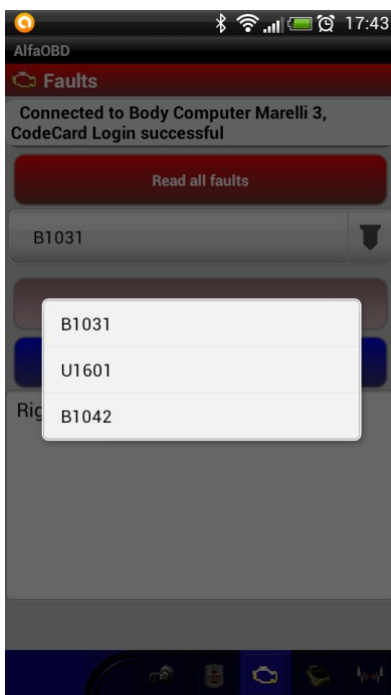 17:43
AlfaOBD
Faults
Connected to Body Computer Marelli 3,
CodeCard Login successful
Read all faults
B1031
B1031
U1601
Rig
B1042